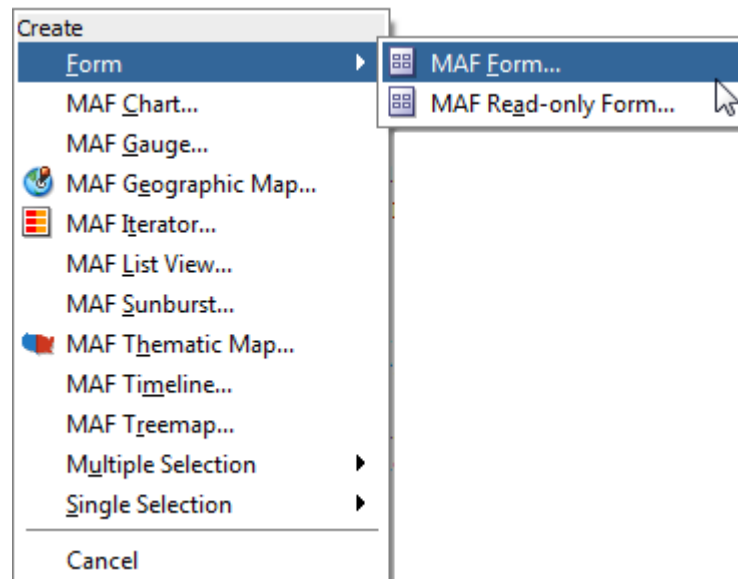 Create
Form
MAF Form...
MAF Read-only Form...
MAF Chart...
MAF Gauge...
MAF Geographic Map...
MAF Iterator...
MAF List View...
MAF Sunburst...
MAF Thematic Map...
MAF Timeline...
MAF Treemap...
Multiple Selection
Single Selection
Cancel